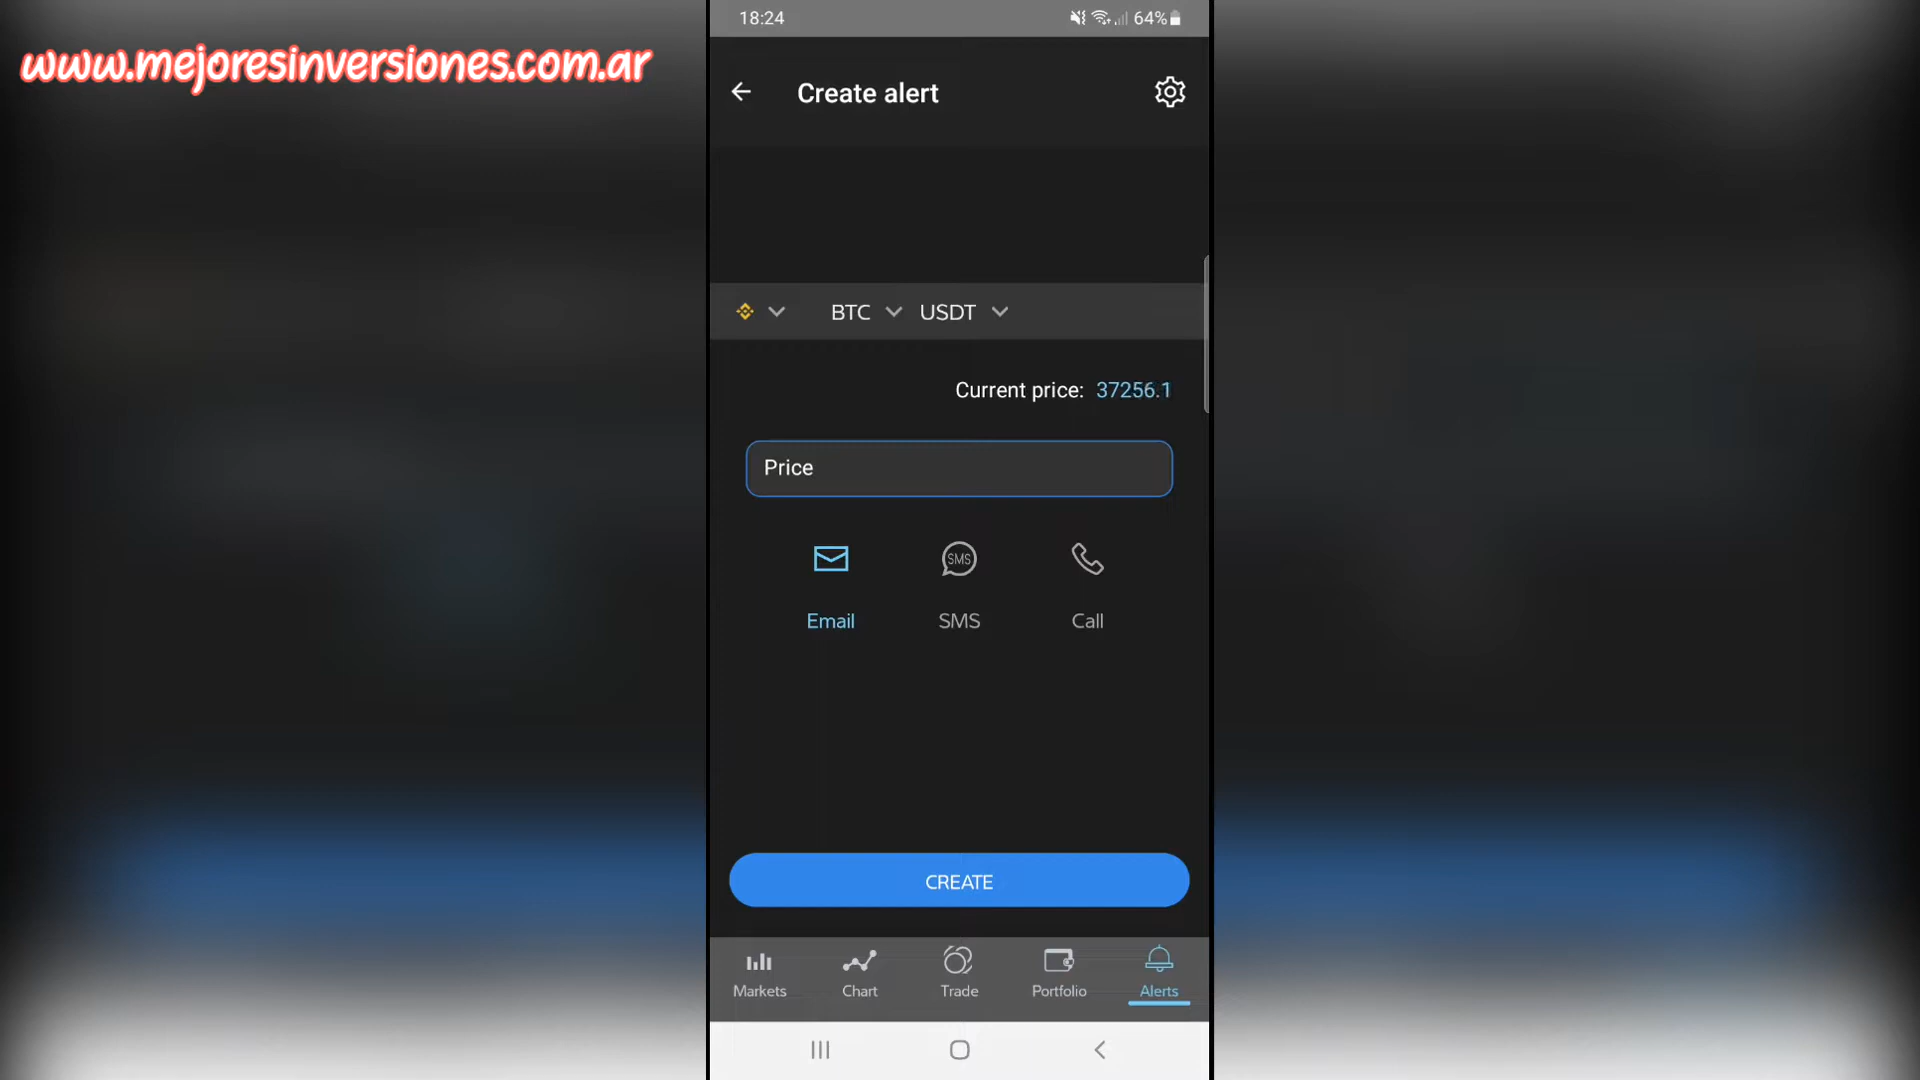 www.mejoresinversiones.com.ar
18:24
64%
Create alert
BTC
USDT
Current price: 37256.1
Price
SMS
Email
SMS
Call
CREATE
Markets
Chart
Trade
Portfolio
Alerts